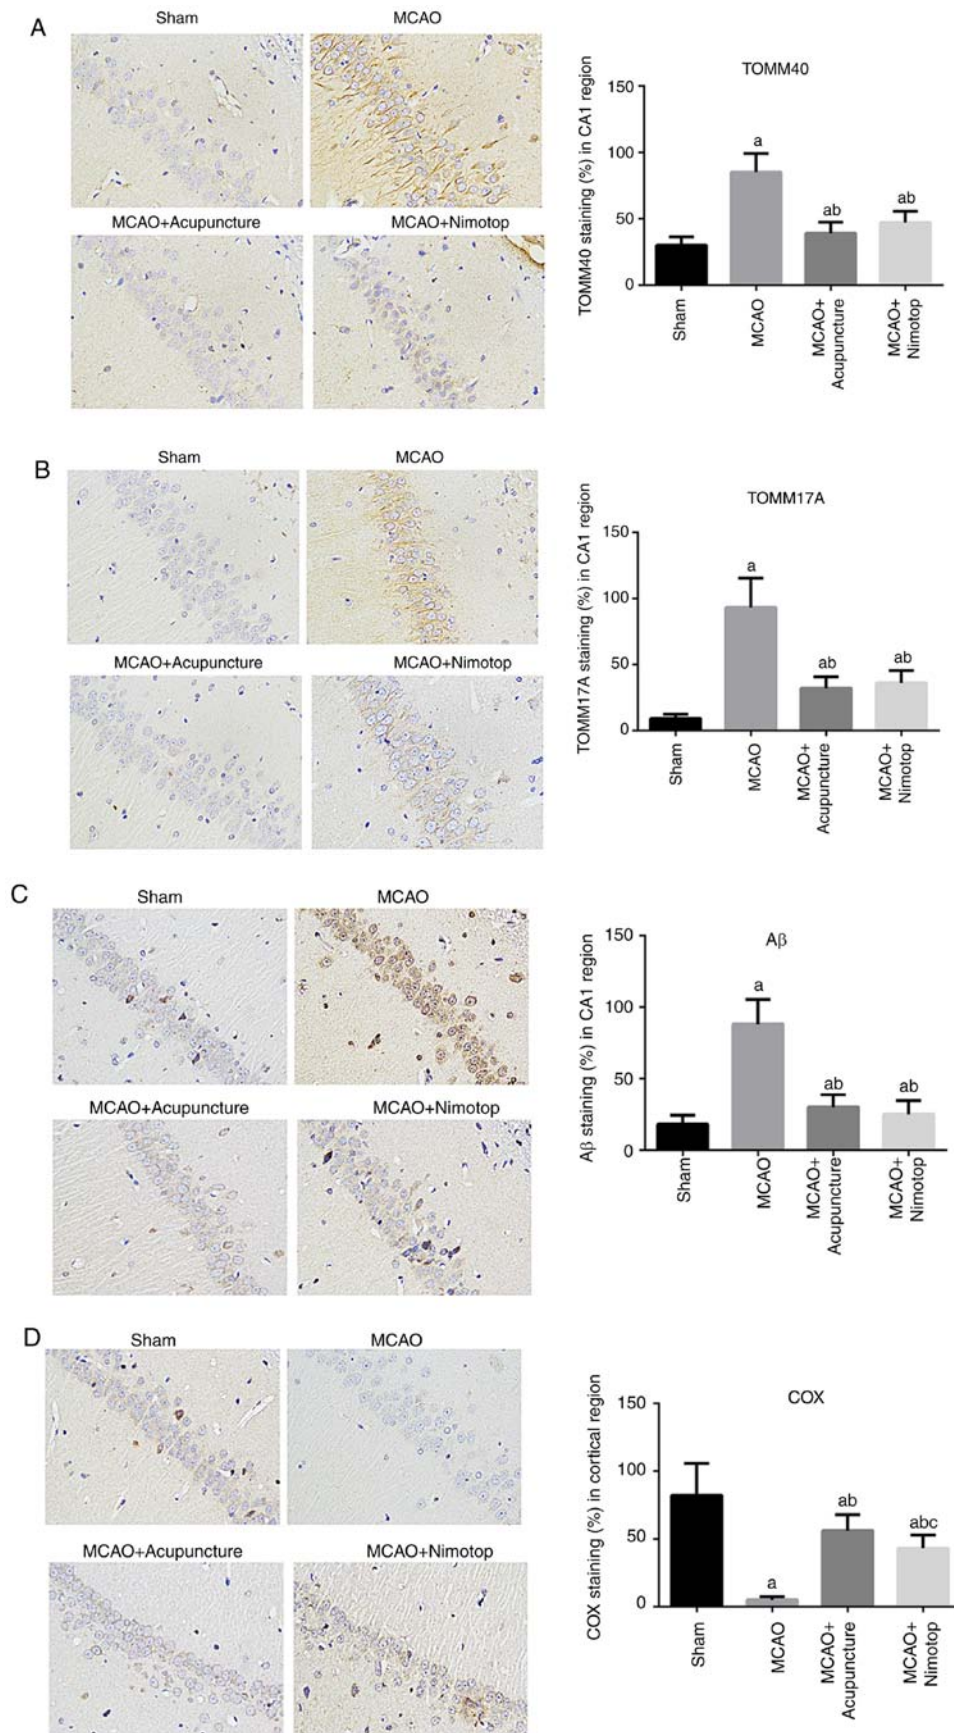 A
Sham
MCAO
MCAO+Acupuncture
MCAO+Nimotop
TOMM40
TOMM40 staining (%) in CA1 region
150
100
50
0
a
ab
ab
Sham
MCAO
MCAO+
Acupuncture
MCAO+
Nimotop
B
Sham
MCAO
MCAO+Acupuncture
MCAO+Nimotop
TOMM17A
TOMM17A staining (%) in CA1 region
150
100
50
0
a
ab
ab
Sham
MCAO
MCAO+
Acupuncture
MCAO+
Nimotop
C
Sham
MCAO
MCAO+Acupuncture
MCAO+Nimotop
Aβ
Aβ staining (%) in CA1 region
150
100
50
0
a
ab
ab
Sham
MCAO
MCAO+
Acupuncture
MCAO+
Nimotop
D
Sham
MCAO
MCAO+Acupuncture
MCAO+Nimotop
COX
COX staining (%) in cortical region
150
100
50
0
a
ab
abc
Sham
MCAO
MCAO+
Acupuncture
MCAO+
Nimotop